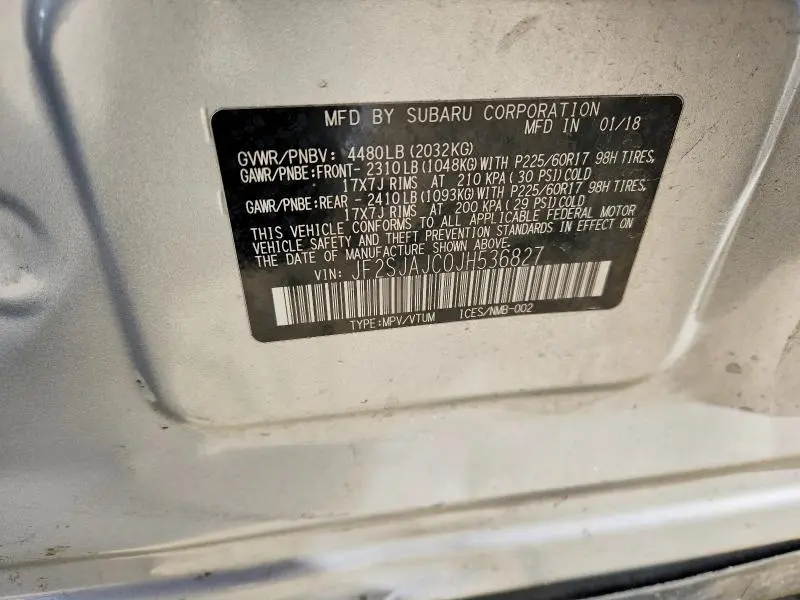 MFD BY SUBARU CORPORATION
MFD IN 01/18
GVWR/PNBV: 4480LB (2032KG)
GAWR/PNBE:FRONT- 2310LB (1048KG) WITH P225/60R17 98H TIRES,
17X7J RIMS AT 210 KPA ( 30 PSI) COLD
GAWR/PNBE:REAR - 2410LB (1093KG) WITH P225/60R17 98H TIRES,
17X7J RIMS AT 200 KPA ( 29 PSI) COLD
THIS VEHICLE CONFORMS TO ALL APPLICABLE FEDERAL MOTOR
VEHICLE SAFETY AND THEFT PREVENTION STANDARDS IN EFFECT ON
THE DATE OF MANUFACTURE SHOWN ABOVE.
VIN: JF2SJAJC0JH536827
TYPE:MPV/VTUM ICES/NMB-002